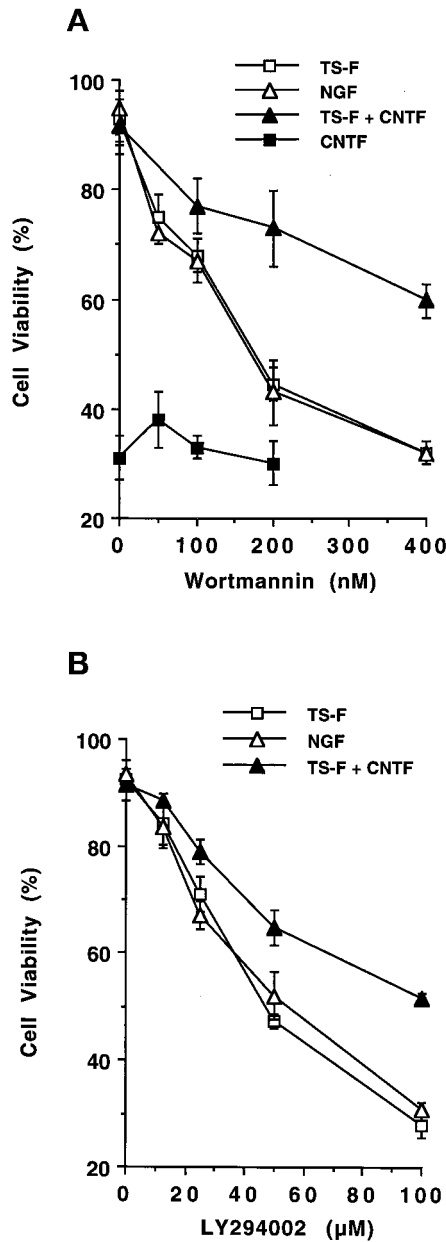 A
TS-F
NGF
TS-F + CNTF
CNTF
100
80
60
40
20
Cell Viability (%)
0 100 200 300 400
Wortmannin (nM)
B
TS-F
NGF
TS-F + CNTF
100
80
60
40
20
Cell Viability (%)
0 20 40 60 80 100
LY294002 (µM)